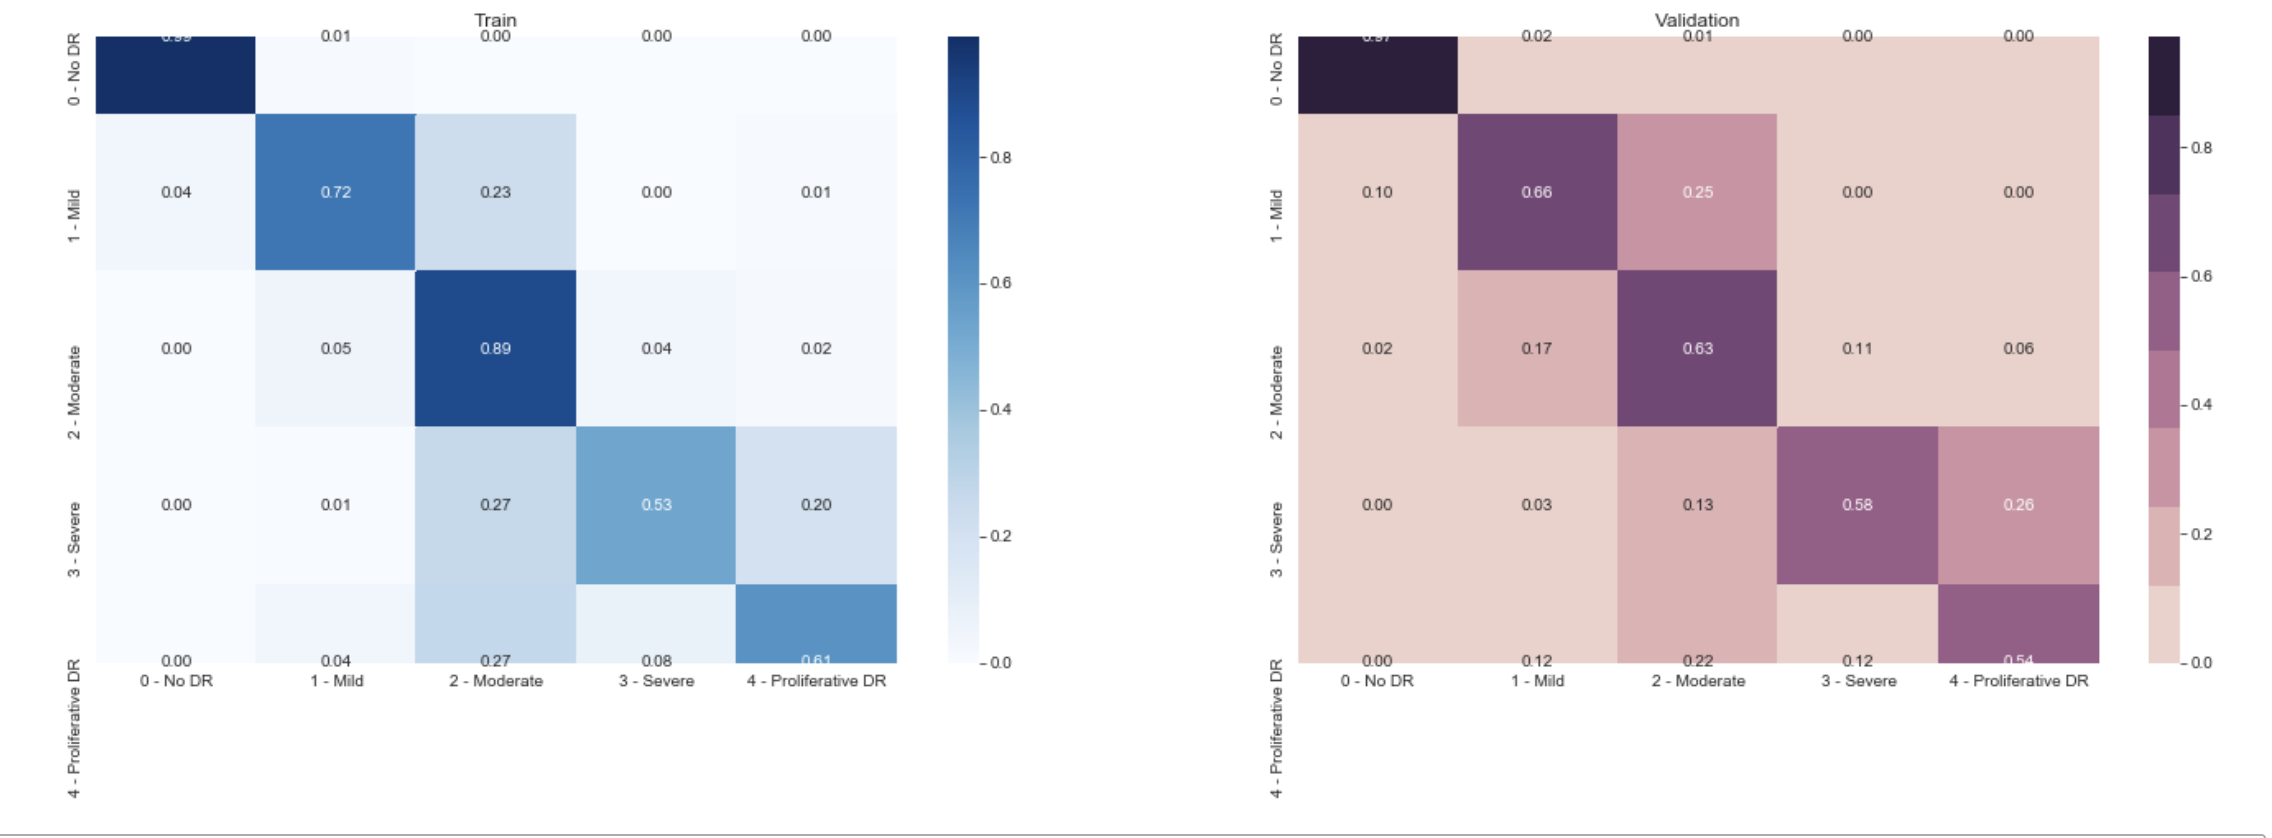 Train
0 - No DR
0.99 0.01 0.00 0.00 0.00
1 - Mild
0.04 0.72 0.23 0.00 0.01
2 - Moderate
0.00 0.05 0.89 0.04 0.02
3 - Severe
0.00 0.01 0.27 0.53 0.20
4 - Proliferative DR
0.00 0.04 0.27 0.08 0.61
0 - No DR 1 - Mild 2 - Moderate 3 - Severe 4 - Proliferative DR
0.8
0.6
0.4
0.2
0.0
Validation
0 - No DR
0.97 0.02 0.01 0.00 0.00
1 - Mild
0.10 0.66 0.25 0.00 0.00
2 - Moderate
0.02 0.17 0.63 0.11 0.06
3 - Severe
0.00 0.03 0.13 0.58 0.26
4 - Proliferative DR
0.00 0.12 0.22 0.12 0.54
0 - No DR 1 - Mild 2 - Moderate 3 - Severe 4 - Proliferative DR
0.8
0.6
0.4
0.2
0.0